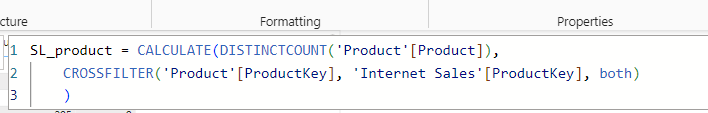 cture
Formatting
Properties
1 SL_product = CALCULATE(DISTINCTCOUNT('Product'[Product]),
2 CROSSFILTER('Product'[ProductKey], 'Internet Sales'[ProductKey], both)
3 )